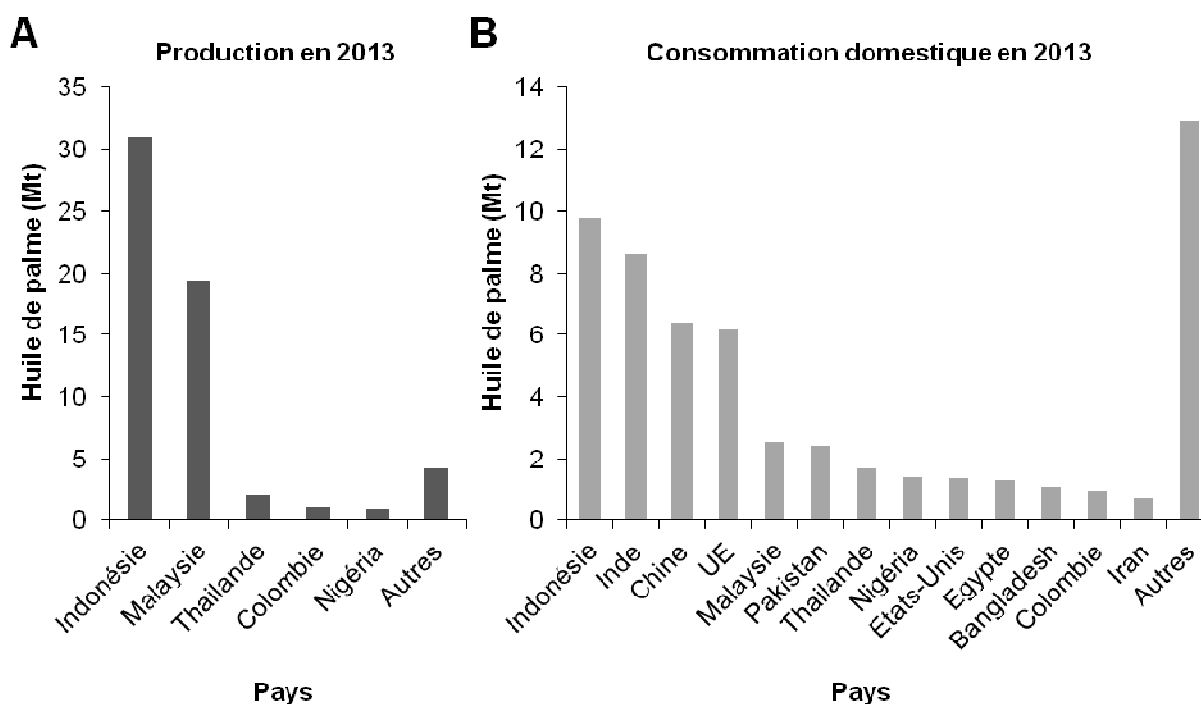 A
Production en 2013
Huile de palme (Mt)
35
30
25
20
15
10
5
0
Indonésie
Malaysie
Thaïlande
Colombie
Nigéria
Autres
Pays
B
Consommation domestique en 2013
Huile de palme (Mt)
14
12
10
8
6
4
2
0
Indonésie
Inde
Chine
UE
Malaysie
Pakistan
Thaïlande
Nigéria
Etats-Unis
Egypte
Bangladesh
Colombie
Iran
Autres
Pays